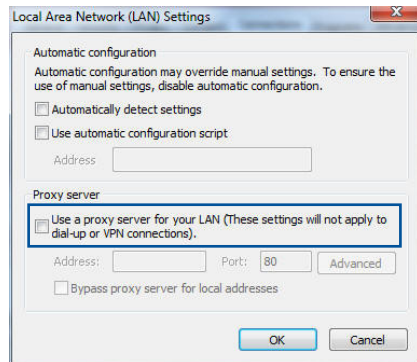 Local Area Network (LAN) Settings
Automatic configuration
Automatic configuration may override manual settings. To ensure the
use of manual settings, disable automatic configuration.
Automatically detect settings
Use automatic configuration script
Address
Proxy server
Use a proxy server for your LAN (These settings will not apply to
dial-up or VPN connections).
Address: Port: 80 Advanced
Bypass proxy server for local addresses
OK Cancel